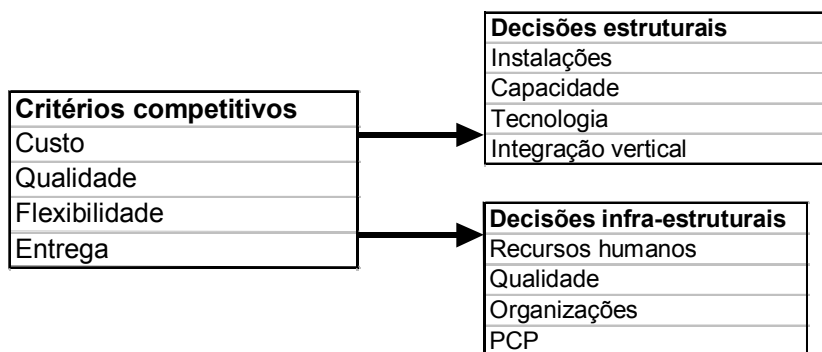 Critérios competitivos
Custo
Qualidade
Flexibilidade
Entrega
Decisões estruturais
Instalações
Capacidade
Tecnologia
Integração vertical
Decisões infra-estruturais
Recursos humanos
Qualidade
Organizações
PCP